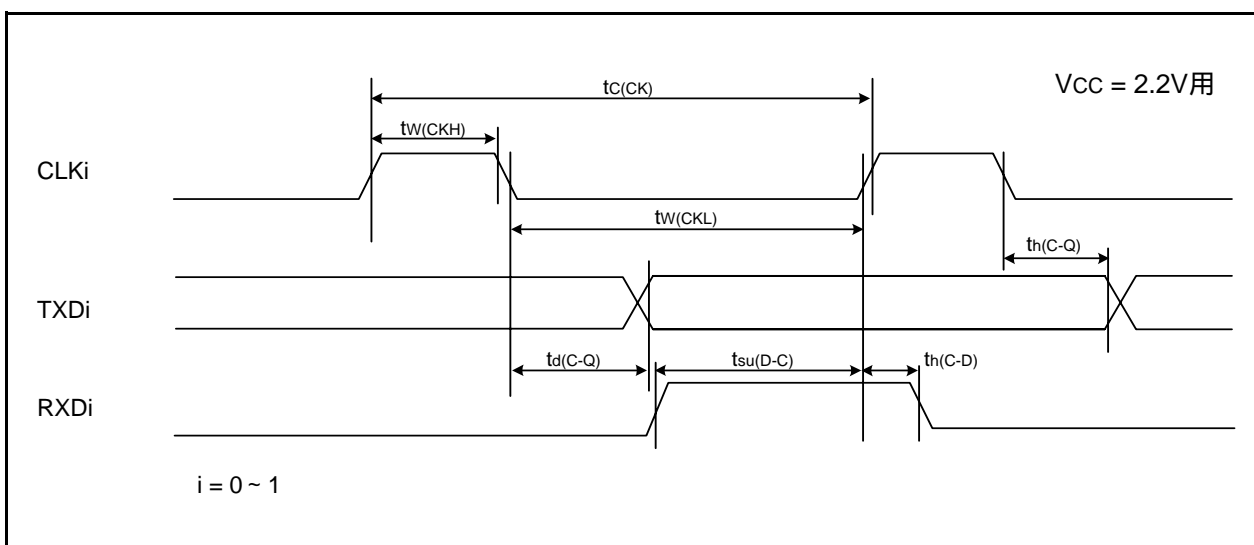 tC(CK)
VCC = 2.2V用
tW(CKH)
CLKi
tW(CKL)
th(C-Q)
TXDi
td(C-Q)
tsu(D-C)
th(C-D)
RXDi
i = 0 ~ 1